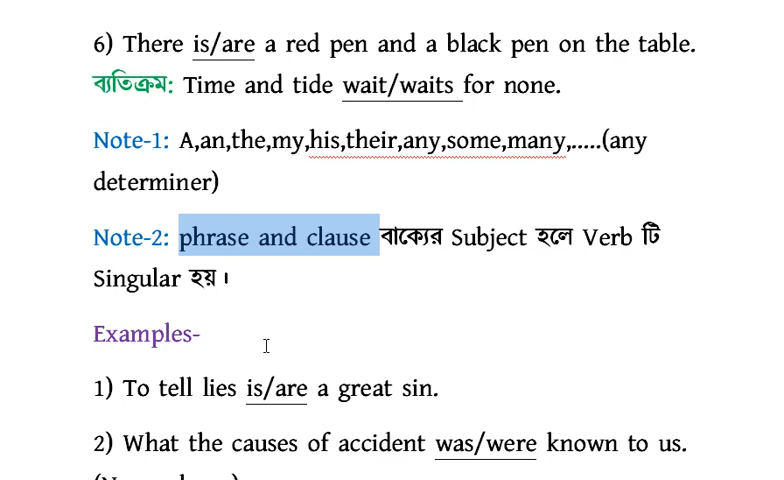 6) There is/are a red pen and a black pen on the table.
ব্যতিক্রম: Time and tide wait/waits for none.
Note-1: A,an,the,my,his,their,any,some,many,.....(any
determiner)
Note-2: phrase and clause বাক্যের Subject হলে Verb টি
Singular হয়।
Examples-
1) To tell lies is/are a great sin.
2) What the causes of accident was/were known to us.